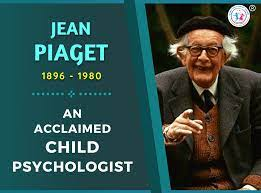 JEAN
PIAGET
1896 - 1980
AN
ACCLAIMED
CHILD
PSYCHOLOGIST
®